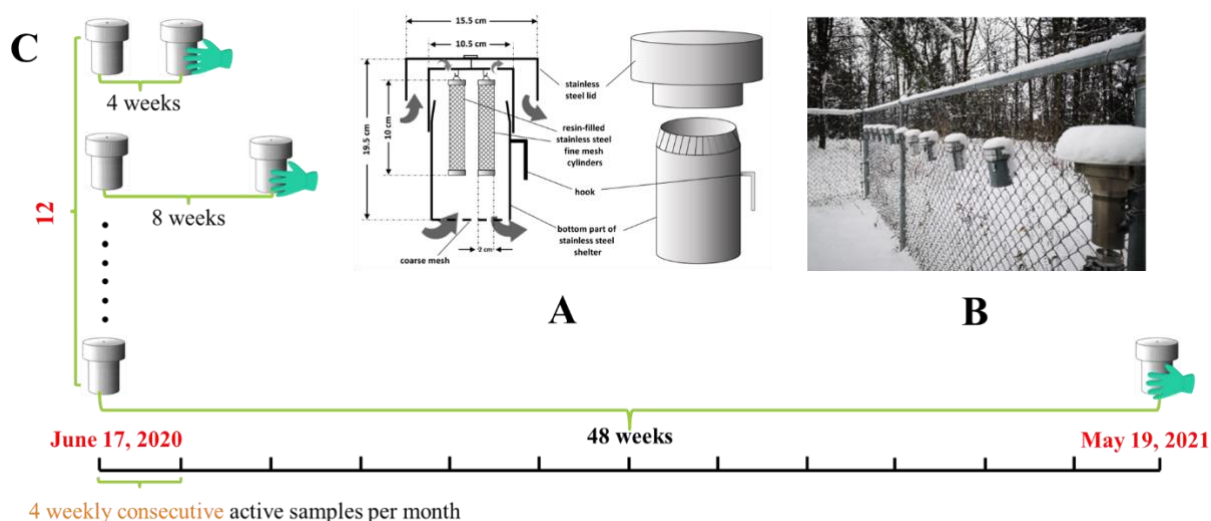 C
4 weeks
12
8 weeks
15.5 cm
10.5 cm
19.5 cm
10 cm
2 cm
stainless
steel lid
resin-filled
stainless steel
fine mesh
cylinders
hook
bottom part of
stainless steel
shelter
coarse mesh
A
B
June 17, 2020
48 weeks
May 19, 2021
4 weekly consecutive active samples per month